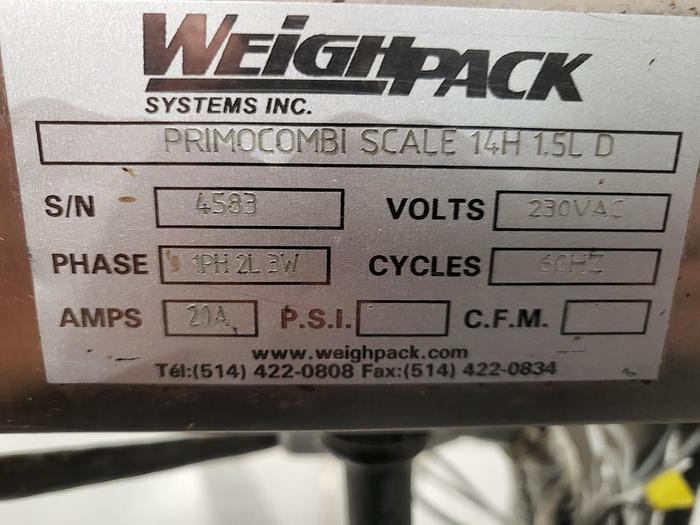 WEiGHPACK
SYSTEMS INC.
PRIMOCOMBI SCALE 14H 1.5L D
S/N 4583 VOLTS 230VAC
PHASE 1PH 2L 3W CYCLES 60HZ
AMPS 20A P.S.I. C.F.M.
www.weighpack.com
Tél:(514) 422-0808 Fax:(514) 422-0834